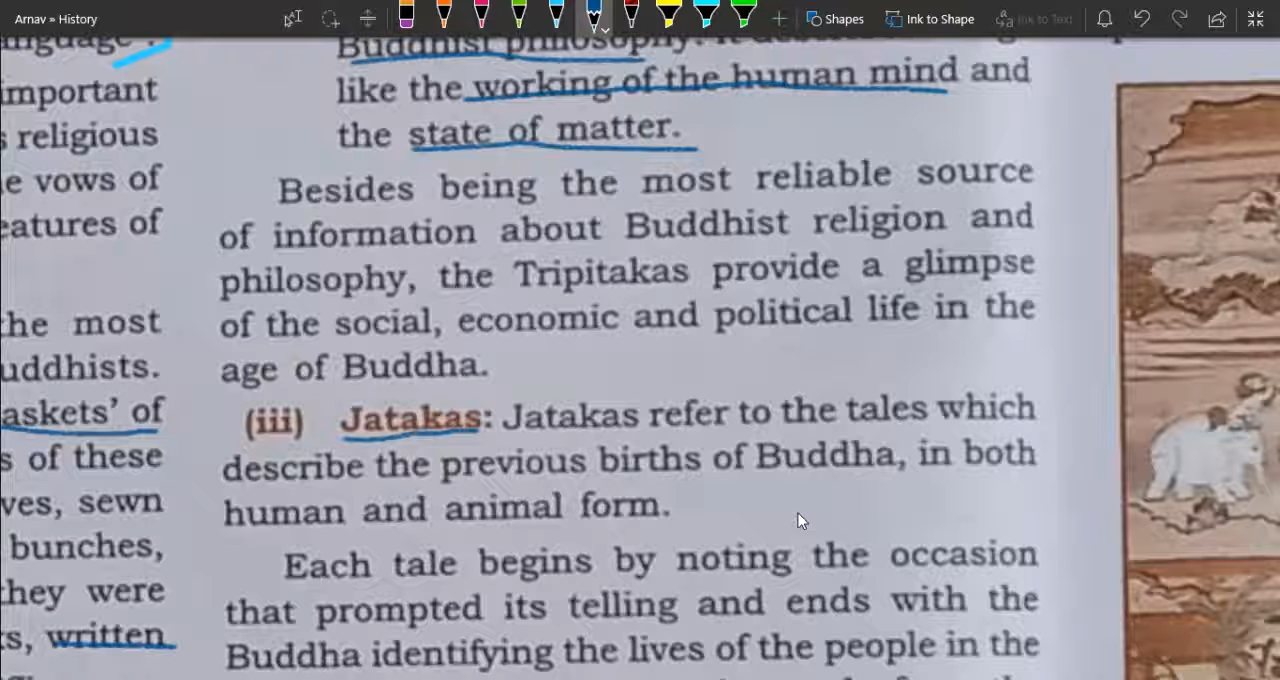 Arnav » History
Shapes
Ink to Shape
Ink to Text
anguage
important
religious
e vows of
eatures of
he most
uddhists.
askets' of
s of these
ves, sewn
bunches,
they were
s, written
Buddhist philosophy.
like the working of the human mind and
the state of matter.
Besides being the most reliable source
of information about Buddhist religion and
philosophy, the Tripitakas provide a glimpse
of the social, economic and political life in the
age of Buddha.
(iii) Jatakas: Jatakas refer to the tales which
describe the previous births of Buddha, in both
human and animal form.
Each tale begins by noting the occasion
that prompted its telling and ends with the
Buddha identifying the lives of the people in the